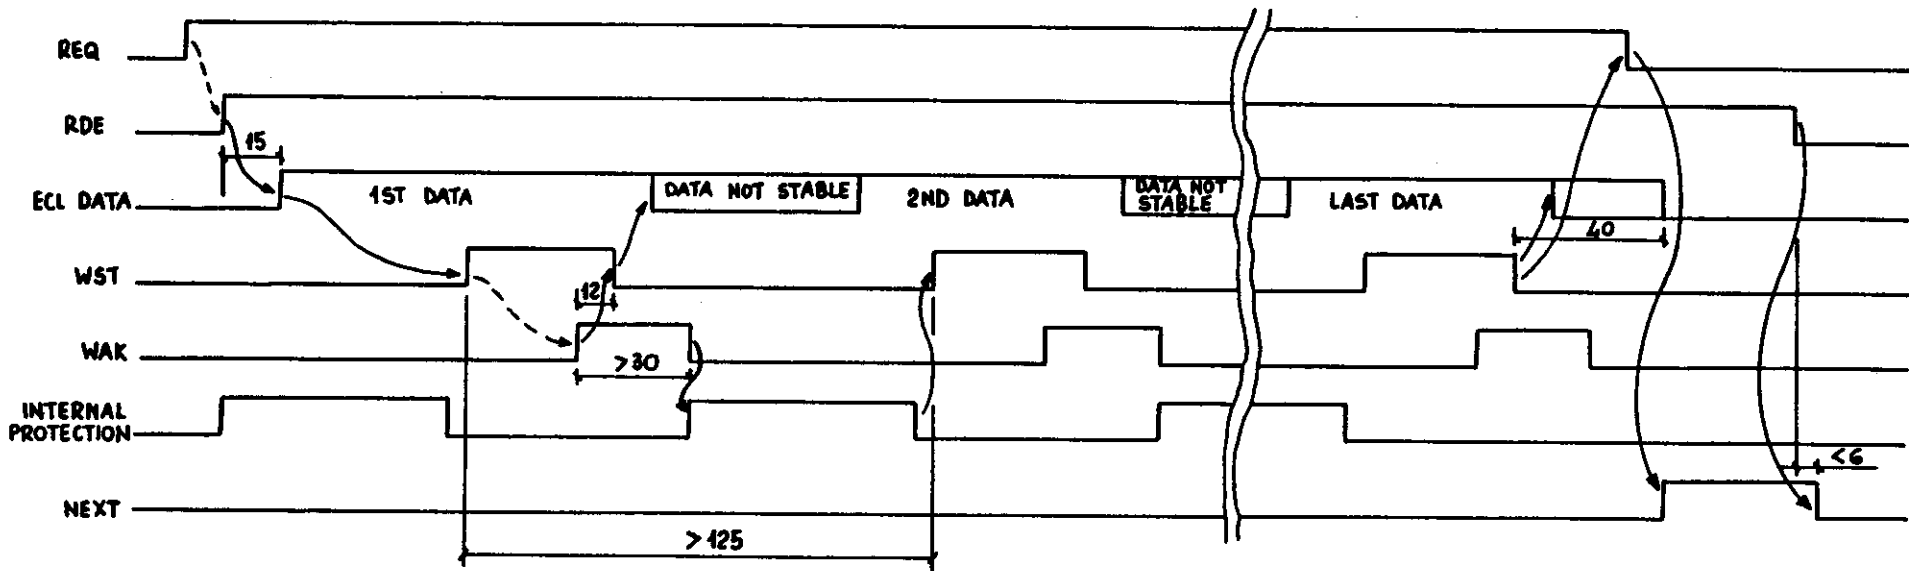 REQ
RDE
15
ECL DATA
1ST DATA
DATA NOT STABLE
2ND DATA
DATA NOT
STABLE
LAST DATA
40
WST
12
WAK
>30
INTERNAL
PROTECTION
<6
NEXT
>125